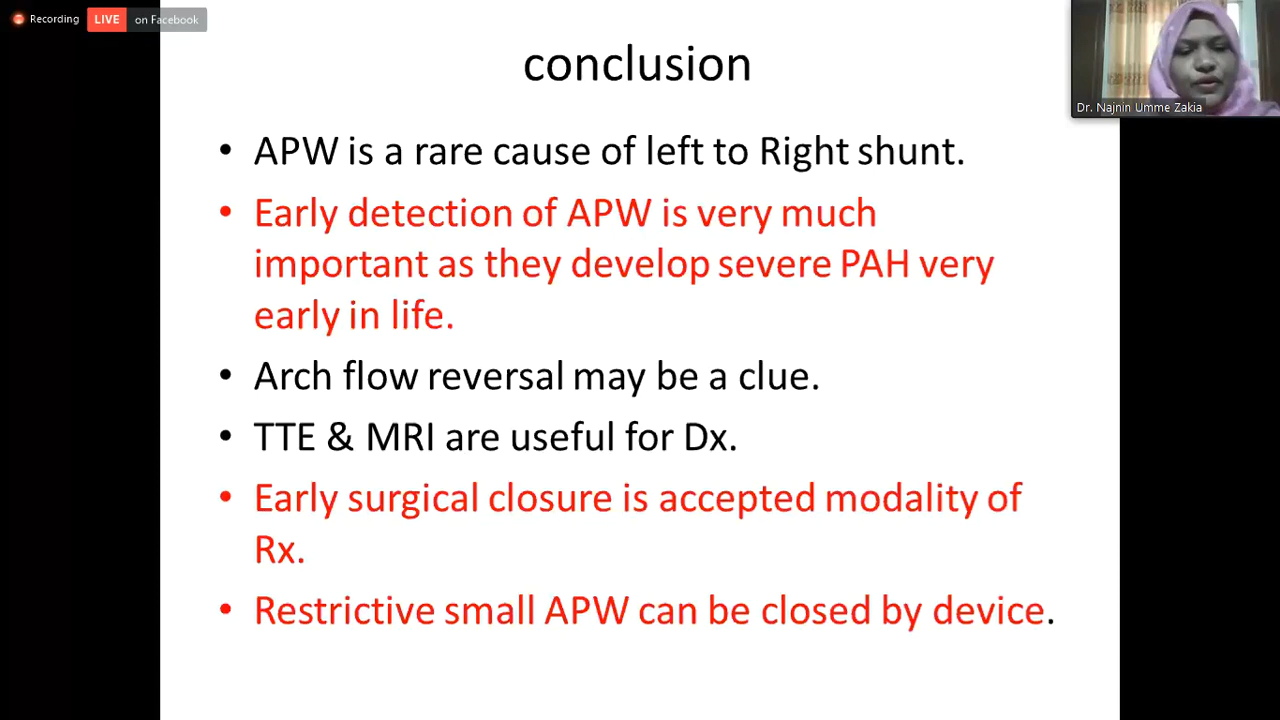 Recording LIVE on Facebook
conclusion
Dr. Najnin Umme Zakia
• APW is a rare cause of left to Right shunt.
• Early detection of APW is very much
important as they develop severe PAH very
early in life.
• Arch flow reversal may be a clue.
• TTE & MRI are useful for Dx.
• Early surgical closure is accepted modality of
Rx.
• Restrictive small APW can be closed by device.